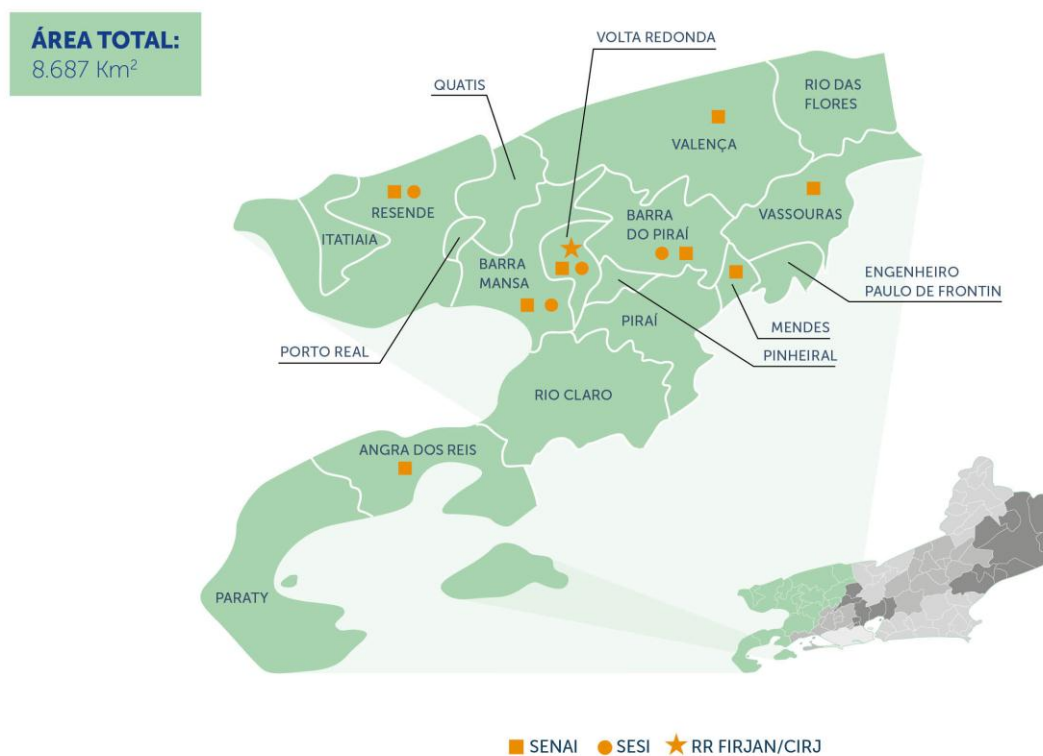 ÁREA TOTAL:
8.687 Km²
VOLTA REDONDA
QUATIS
RIO DAS
FLORES
VALENÇA
RESENDE
ITATIAIA
BARRA
DO PIRAÍ
VASSOURAS
BARRA
MANSA
ENGENHEIRO
PAULO DE FRONTIN
PIRAÍ
MENDES
PORTO REAL
PINHEIRAL
RIO CLARO
ANGRA DOS REIS
PARATY
SENAI
SESI
RR FIRJAN/CIRJ